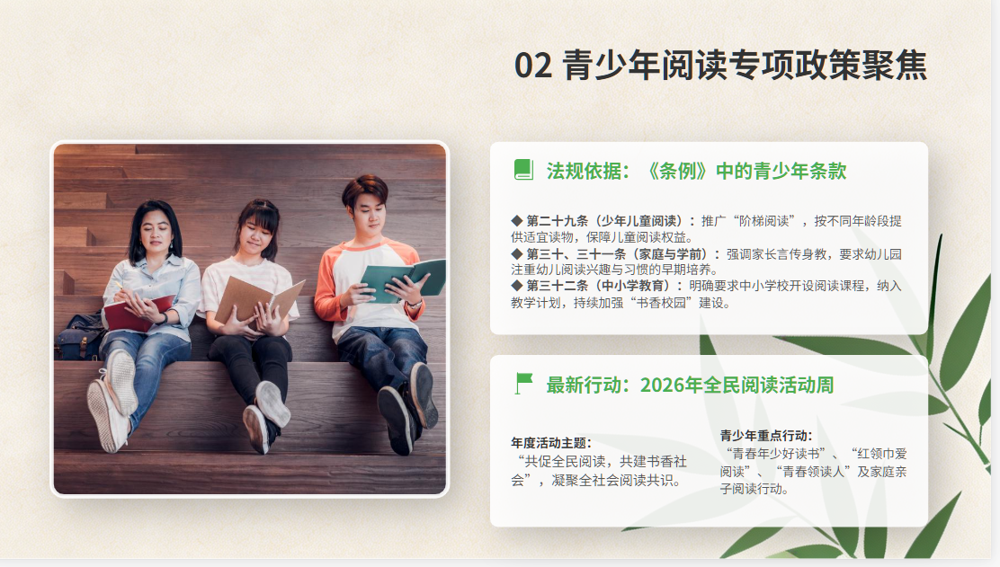 02 青少年阅读专项政策聚焦
法规依据：《条例》中的青少年条款
◆ 第二十九条（少年儿童阅读）：推广“阶梯阅读”，按不同年龄段提
供适宜读物，保障儿童阅读权益。
◆ 第三十、三十一条（家庭与学前）：强调家长言传身教，要求幼儿园
注重幼儿阅读兴趣与习惯的早期培养。
◆ 第三十二条（中小学教育）：明确要求中小学校开设阅读课程，纳入
教学计划，持续加强“书香校园”建设。
最新行动：2026年全民阅读活动周
年度活动主题：
“共促全民阅读，共建书香社
会”，凝聚全社会阅读共识。
青少年重点行动：
“青春年少好读书”、“红领巾爱
阅读”、“青春领读人”及家庭亲
子阅读行动。